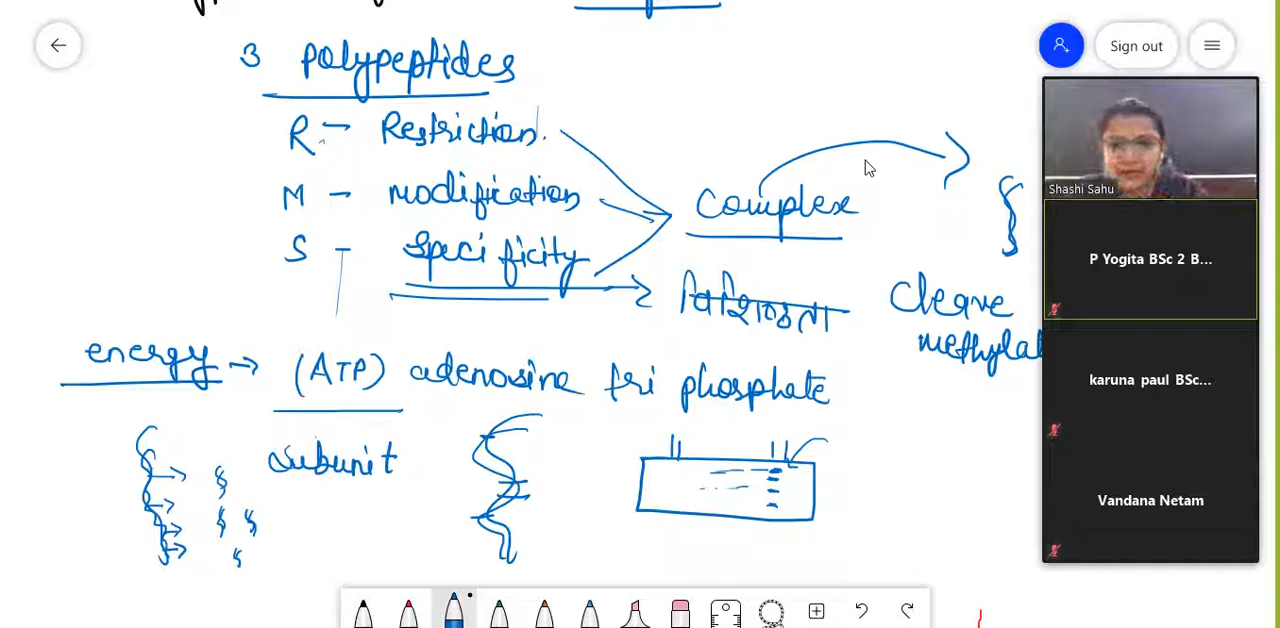 3 polypeptides
Sign out
R - Restriction.
M - modification
Complex
S - Specificity
Cleave
methylat
energy → (ATP) adenosine tri phosphate
subunit
Shashi Sahu
P Yogita BSc 2 B...
karuna paul BSc...
Vandana Netam